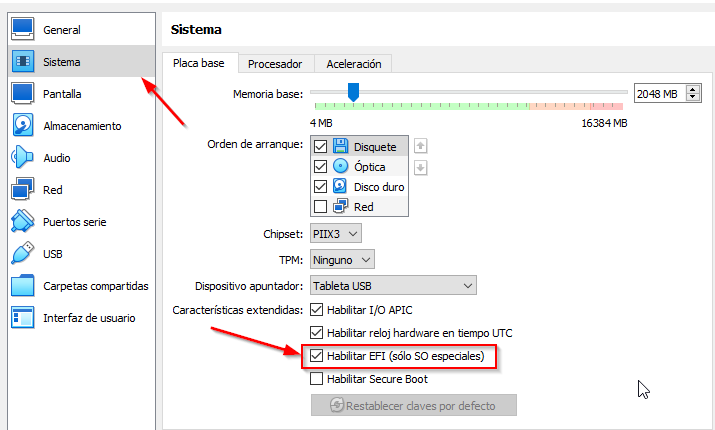 General
Sistema
Pantalla
Almacenamiento
Audio
Red
Puertos serie
USB
Carpetas compartidas
Interfaz de usuario
Sistema
Placa base Procesador Aceleración
Memoria base: 2048 MB
4 MB 16384 MB
Orden de arranque: Disquete
Óptica
Disco duro
Red
Chipset: PIIX3
TPM: Ninguno
Dispositivo apuntador: Tableta USB
Características extendidas: Habilitar I/O APIC
Habilitar reloj hardware en tiempo UTC
Habilitar EFI (sólo SO especiales)
Habilitar Secure Boot
Restablecer claves por defecto